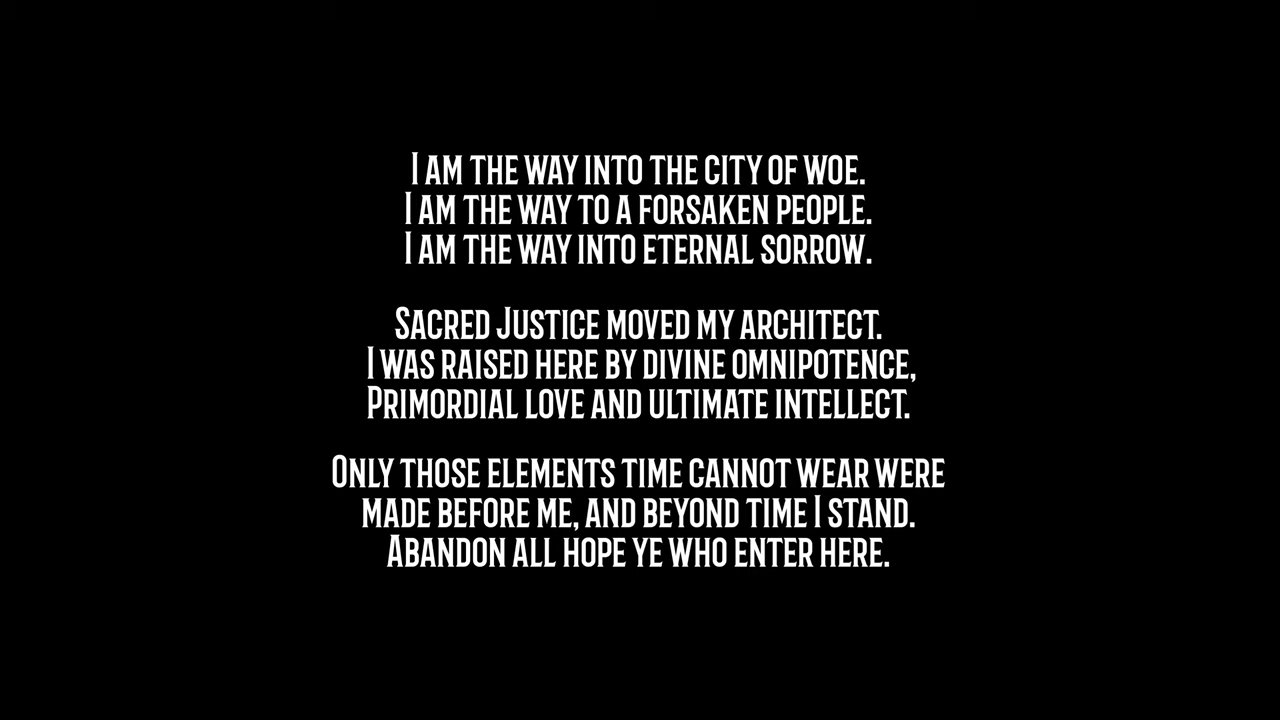 I AM THE WAY INTO THE CITY OF WOE.
I AM THE WAY TO A FORSAKEN PEOPLE.
I AM THE WAY INTO ETERNAL SORROW.
SACRED JUSTICE MOVED MY ARCHITECT.
I WAS RAISED HERE BY DIVINE OMNIPOTENCE,
PRIMORDIAL LOVE AND ULTIMATE INTELLECT.
ONLY THOSE ELEMENTS TIME CANNOT WEAR WERE
MADE BEFORE ME, AND BEYOND TIME I STAND.
ABANDON ALL HOPE YE WHO ENTER HERE.